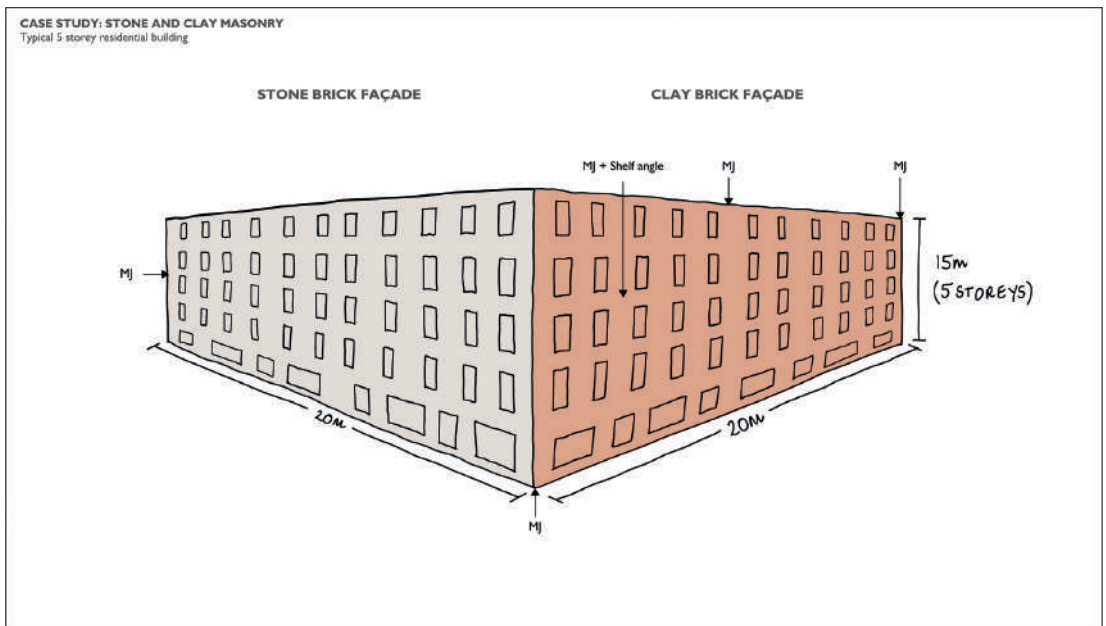 CASE STUDY: STONE AND CLAY MASONRY
Typical 5 storey residential building
STONE BRICK FAÇADE
CLAY BRICK FAÇADE
MJ + Shelf angle
MJ
MJ
MJ
15m
(5 STOREYS)
20m
20m
MJ